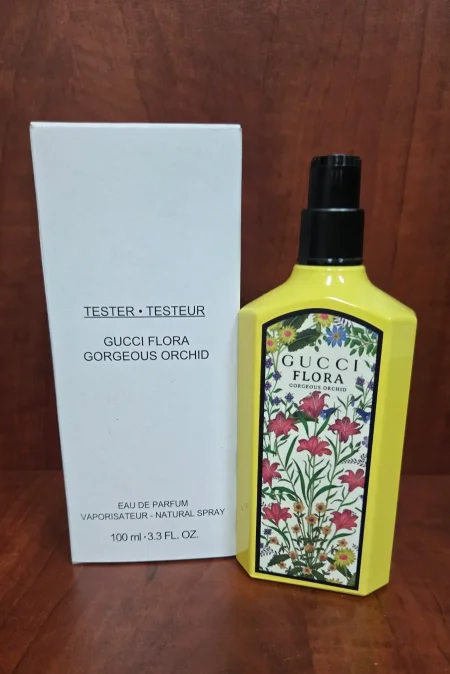 TESTER • TESTEUR
GUCCI FLORA
GORGEOUS ORCHID
EAU DE PARFUM
VAPORISATEUR - NATURAL SPRAY
100 ml · 3.3 FL. OZ.
GUCCI
FLORA
GORGEOUS ORCHID